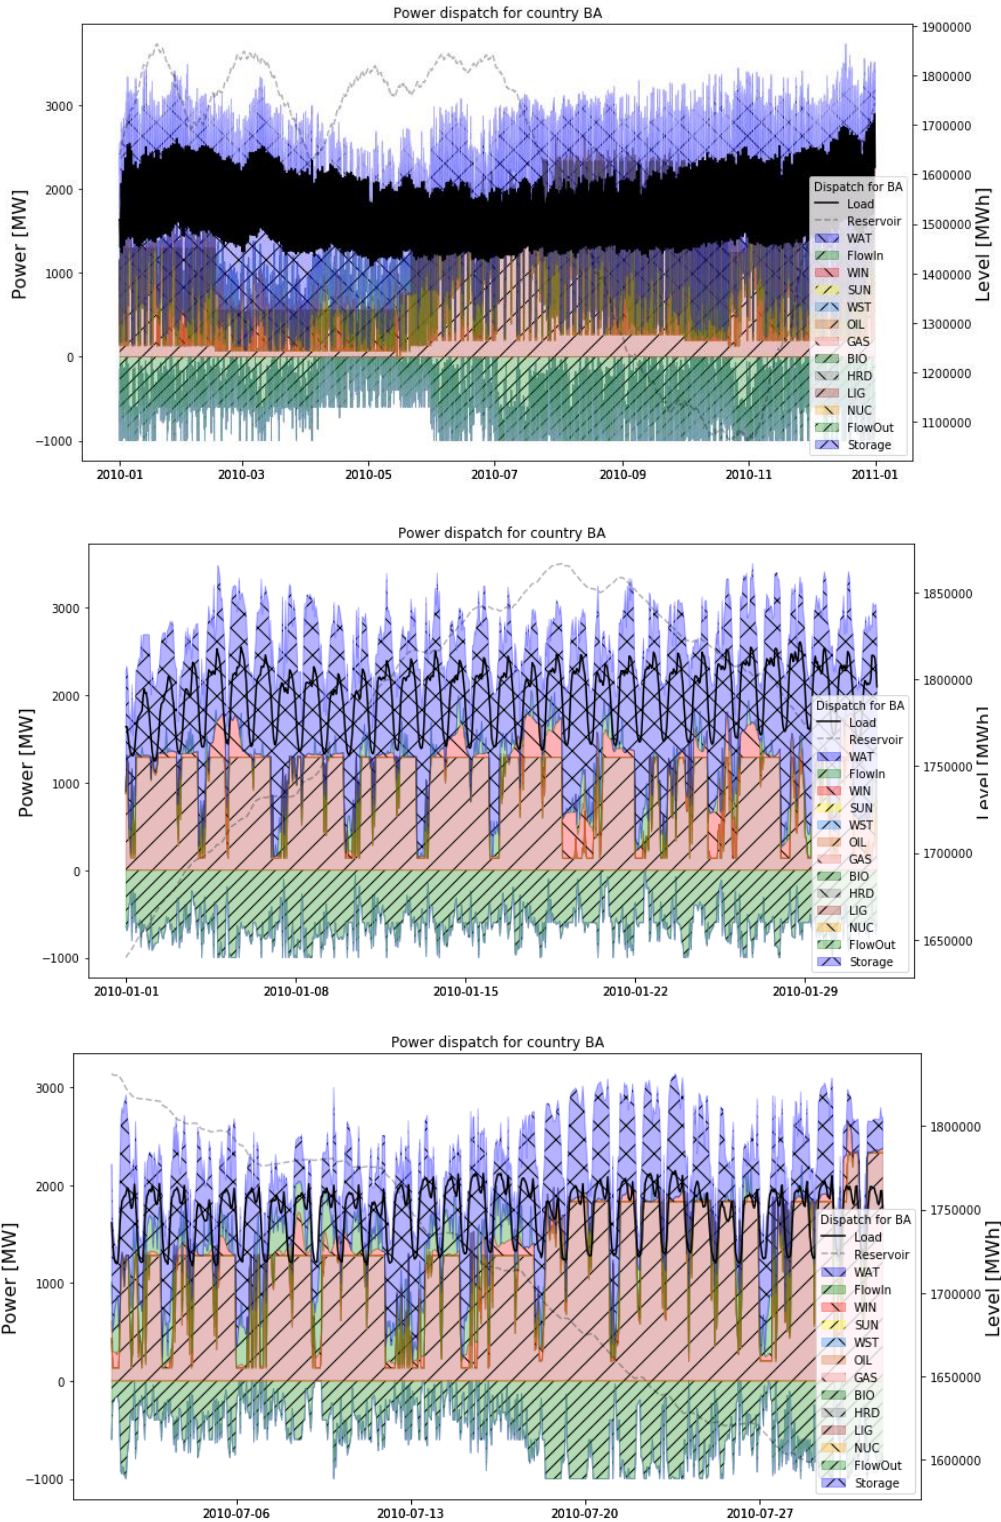 Power dispatch for country BA
1900000
1800000
1700000
1600000
1500000
1400000
1300000
1200000
1100000
3000
2000
1000
0
−1000
Power [MW]
Level [MWh]
Dispatch for BA
Load
Reservoir
WAT
FlowIn
WIN
SUN
WST
OIL
GAS
BIO
HRD
LIG
NUC
FlowOut
Storage
2010-01
2010-03
2010-05
2010-07
2010-09
2010-11
2011-01
Power dispatch for country BA
3000
2000
1000
0
−1000
Power [MW]
1850000
1800000
1750000
1700000
1650000
Level [MWh]
Dispatch for BA
Load
Reservoir
WAT
FlowIn
WIN
SUN
WST
OIL
GAS
BIO
HRD
LIG
NUC
FlowOut
Storage
2010-01-01
2010-01-08
2010-01-15
2010-01-22
2010-01-29
Power dispatch for country BA
3000
2000
1000
0
−1000
Power [MW]
1800000
1750000
1700000
1650000
1600000
Level [MWh]
Dispatch for BA
Load
Reservoir
WAT
FlowIn
WIN
SUN
WST
OIL
GAS
BIO
HRD
LIG
NUC
FlowOut
Storage
2010-07-06
2010-07-13
2010-07-20
2010-07-27